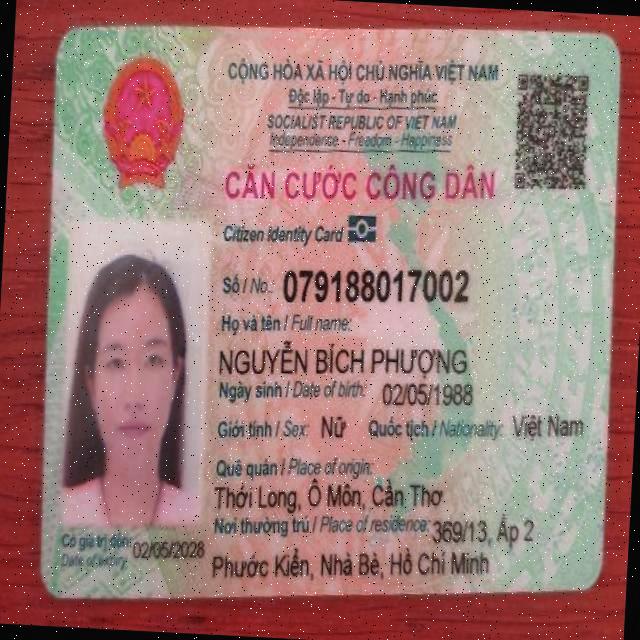 CỘNG HÒA XÃ HỘI CHỦ NGHĨA VIỆT NAM
Độc lập - Tự do - Hạnh phúc
SOCIALIST REPUBLIC OF VIET NAM
Independence - Freedom - Happiness
CĂN CƯỚC CÔNG DÂN
Citizen Identity Card
Số / No.: 079188017002
Họ và tên / Full name:
NGUYỄN BÍCH PHƯỢNG
Ngày sinh / Date of birth: 02/05/1988
Giới tính / Sex: Nữ Quốc tịch / Nationality: Việt Nam
Quê quán / Place of origin:
Thới Long, Ô Môn, Cần Thơ
Nơi thường trú / Place of residence: 369/13, Ấp 2
Phước Kiển, Nhà Bè, Hồ Chí Minh
Có giá trị đến: 02/05/2028
Date of expiry